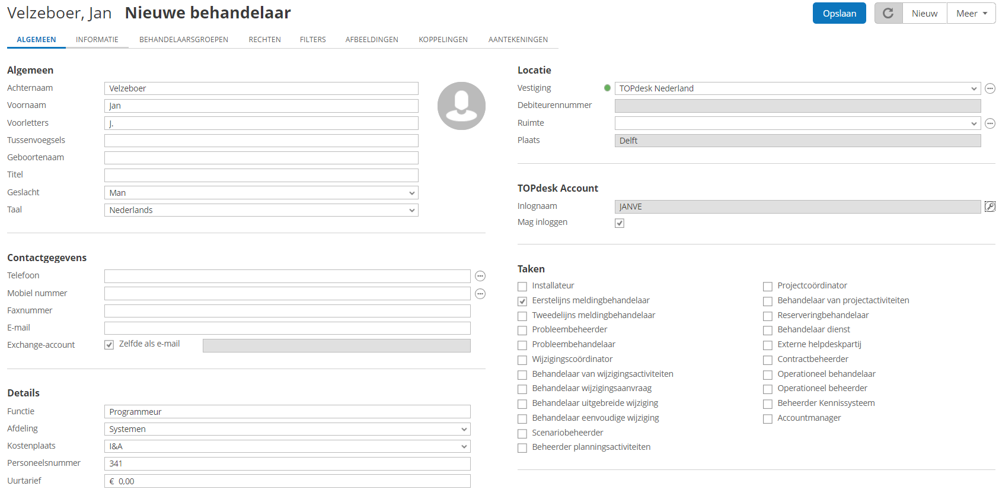 Velzeboer, Jan Nieuwe behandelaar
Opslaan Nieuw Meer
ALGEMEEN INFORMATIE BEHANDELAARSGROEPEN RECHTEN FILTERS AFBEELDINGEN KOPPELINGEN AANTEKENINGEN
Algemeen
Achternaam Velzeboer
Voornaam Jan
Voorletters J.
Tussenvoegsels
Geboortenaam
Titel
Geslacht Man
Taal Nederlands
Contactgegevens
Telefoon
Mobiel nummer
Faxnummer
E-mail
Exchange-account Zelfde als e-mail
Details
Functie Programmeur
Afdeling Systemen
Kostenplaats I&A
Personeelsnummer 341
Uurtarief € 0,00
Locatie
Vestiging TOPdesk Nederland
Debiteurennummer
Ruimte
Plaats Delft
TOPdesk Account
Inlognaam JANVE
Mag inloggen
Taken
Installateur
Eerstelijns meldingbehandelaar
Tweedelijns meldingbehandelaar
Probleembeheerder
Probleembehandelaar
Wijzigingscoördinator
Behandelaar van wijzigingsactiviteiten
Behandelaar wijzigingsaanvraag
Behandelaar uitgebreide wijziging
Behandelaar eenvoudige wijziging
Scenariobeheerder
Beheerder planningsactiviteiten
Projectcoördinator
Behandelaar van projectactiviteiten
Reserveringbehandelaar
Behandelaar dienst
Externe helpdeskpartij
Contractbeheerder
Operationeel behandelaar
Operationeel beheerder
Beheerder Kennissysteem
Accountmanager